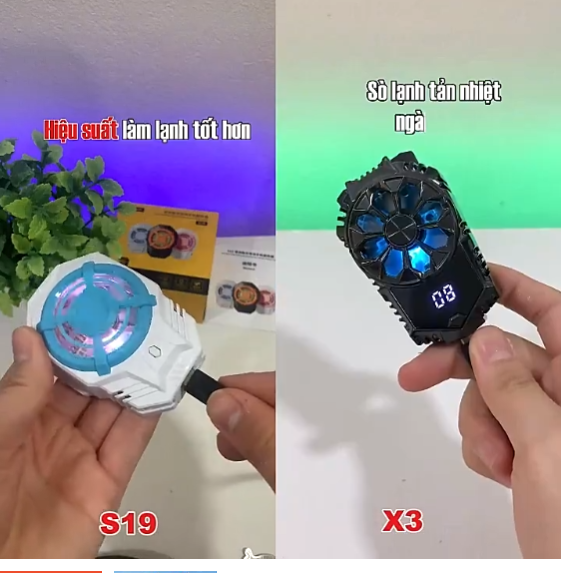 Hiệu suất làm lạnh tốt hơn
Sò lạnh tản nhiệt
ngà
08
S19
X3